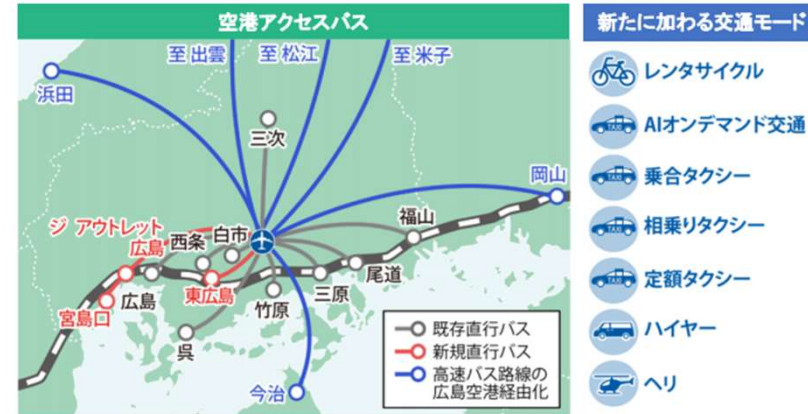 空港アクセスバス
至 出雲
至 松江
至 米子
浜田
三次
岡山
ジ アウトレット
広島
西条
白市
福山
尾道
三原
竹原
東広島
広島
宮島口
呉
今治
既存直行バス
新規直行バス
高速バス路線の
広島空港経由化
新たに加わる交通モード
レンタサイクル
TAXI
AIオンデマンド交通
TAXI
乗合タクシー
TAXI
相乗りタクシー
TAXI
定額タクシー
ハイヤー
ヘリ